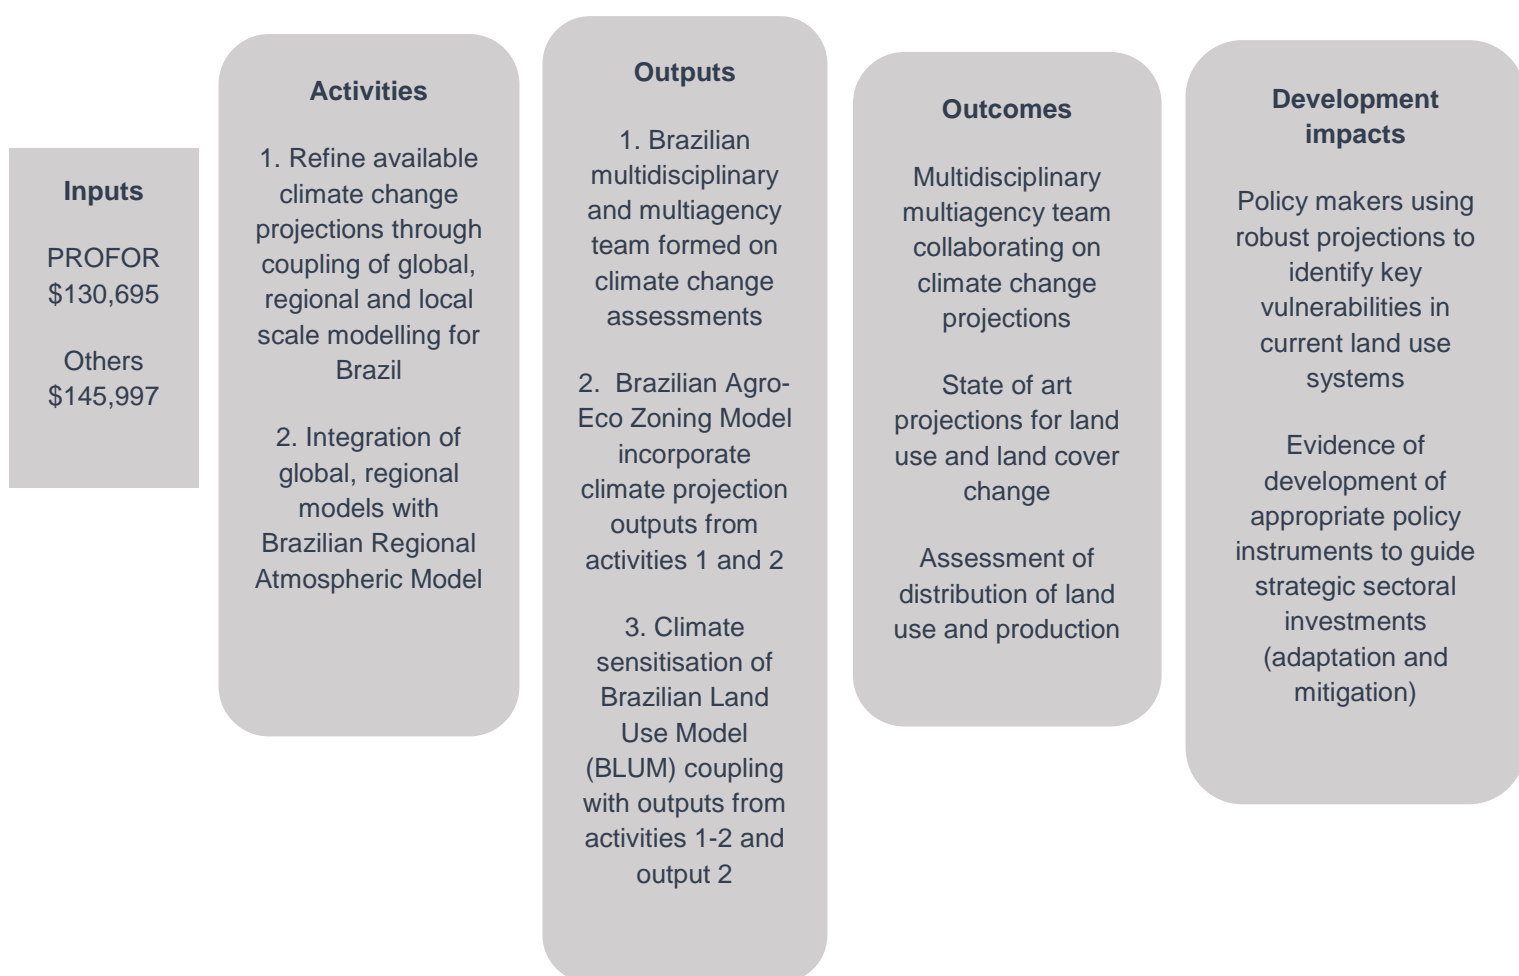 Inputs
PROFOR
$130,695
Others
$145,997
Activities
1. Refine available
climate change
projections through
coupling of global,
regional and local
scale modelling for
Brazil
2. Integration of
global, regional
models with
Brazilian Regional
Atmospheric Model
Outputs
1. Brazilian
multidisciplinary
and multiagency
team formed on
climate change
assessments
2. Brazilian Agro-
Eco Zoning Model
incorporate
climate projection
outputs from
activities 1 and 2
3. Climate
sensitisation of
Brazilian Land
Use Model
(BLUM) coupling
with outputs from
activities 1-2 and
output 2
Outcomes
Multidisciplinary
multiagency team
collaborating on
climate change
projections
State of art
projections for land
use and land cover
change
Assessment of
distribution of land
use and production
Development
impacts
Policy makers using
robust projections to
identify key
vulnerabilities in
current land use
systems
Evidence of
development of
appropriate policy
instruments to guide
strategic sectoral
investments
(adaptation and
mitigation)